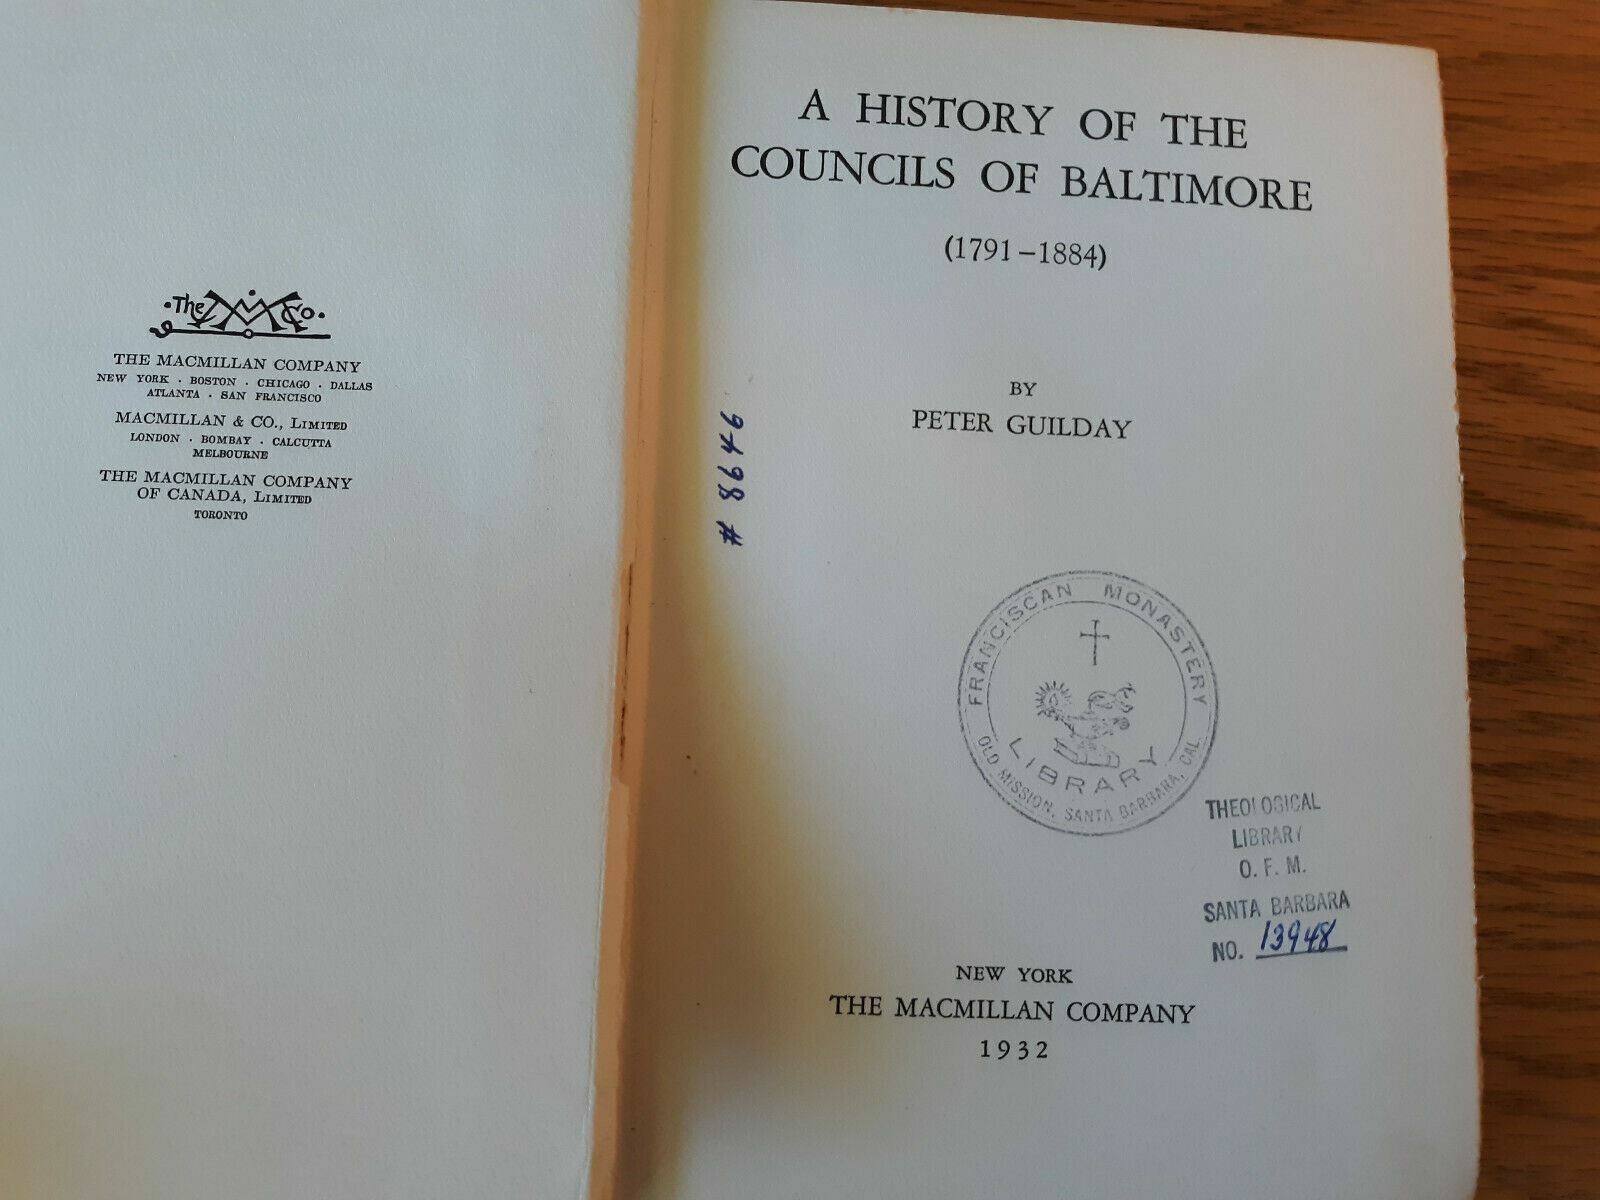 The M Co.
THE MACMILLAN COMPANY
NEW YORK · BOSTON · CHICAGO · DALLAS
ATLANTA · SAN FRANCISCO
MACMILLAN & CO., LIMITED
LONDON · BOMBAY · CALCUTTA
MELBOURNE
THE MACMILLAN COMPANY
OF CANADA, LIMITED
TORONTO
A HISTORY OF THE
COUNCILS OF BALTIMORE
(1791-1884)
BY
PETER GUILDAY
# 8646
FRANCISCAN MONASTERY
LIBRARY
OLD MISSION, SANTA BARBARA, CAL
THEOLOGICAL
LIBRARY
O. F. M.
SANTA BARBARA
NO. 13948
NEW YORK
THE MACMILLAN COMPANY
1932